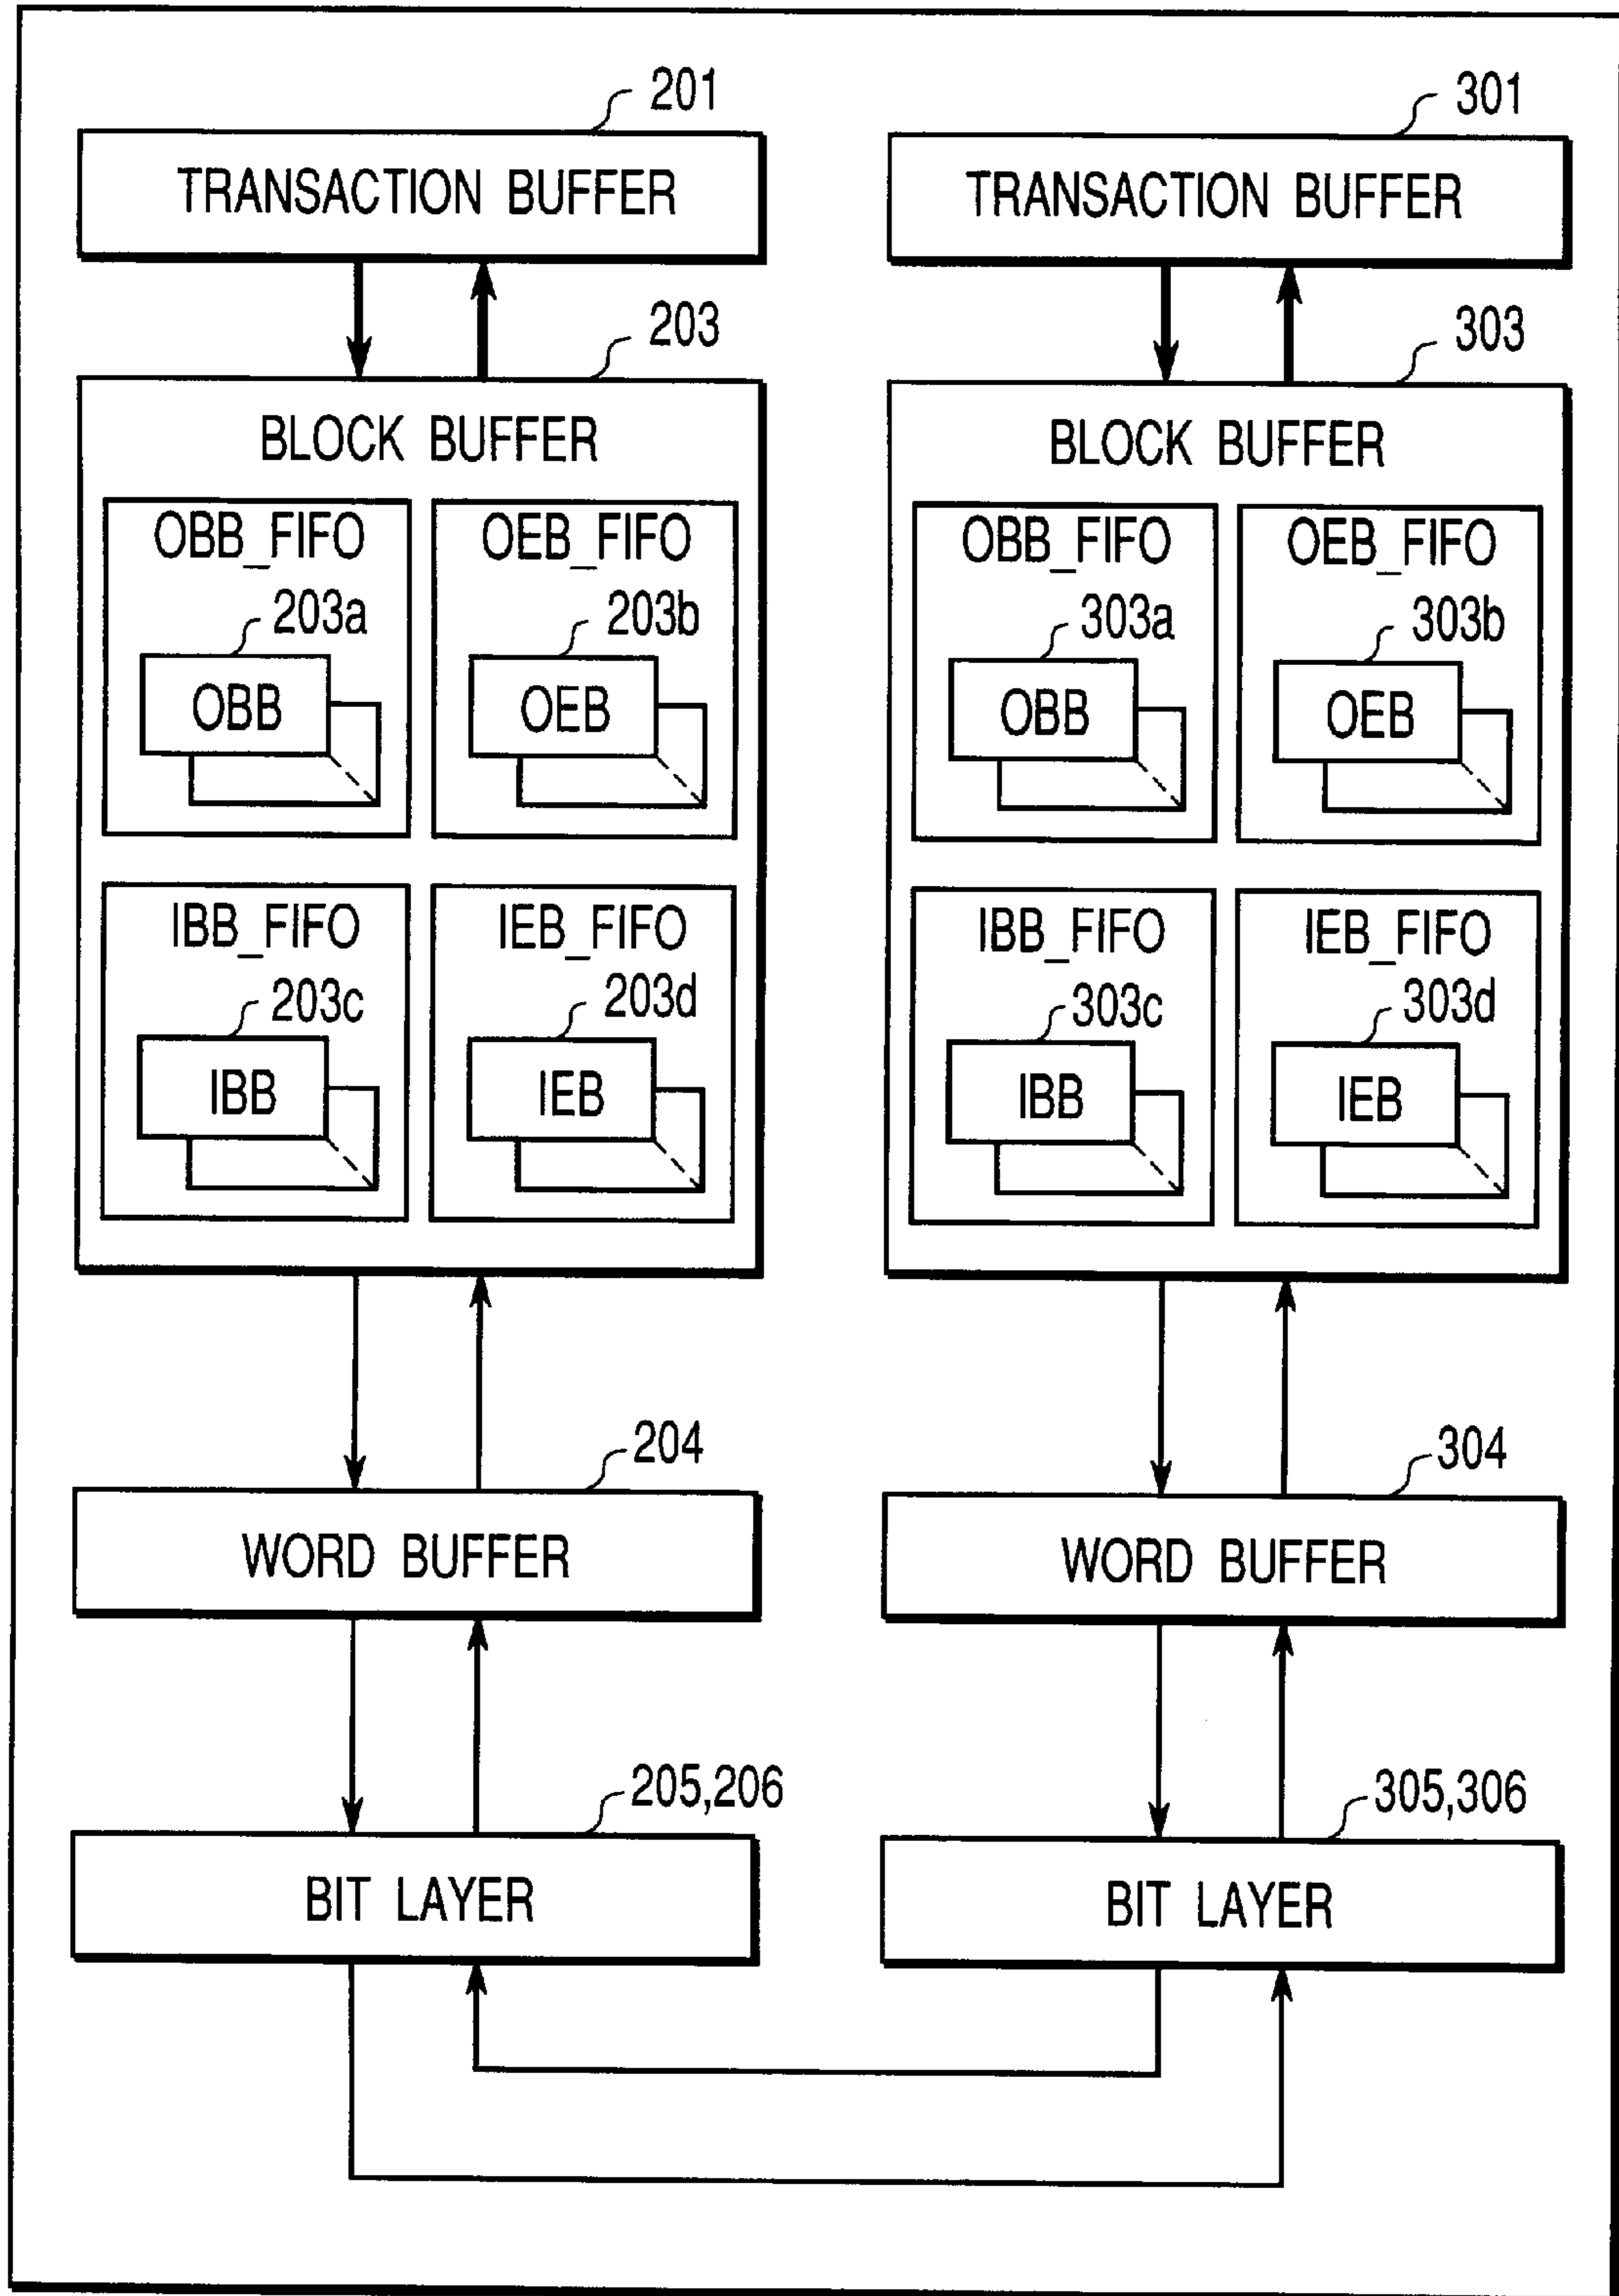 201
TRANSACTION BUFFER
203
BLOCK BUFFER
OBB_FIFO
203a
OBB
OEB_FIFO
203b
OEB
IBB_FIFO
203c
IBB
IEB_FIFO
203d
IEB
204
WORD BUFFER
205,206
BIT LAYER
301
TRANSACTION BUFFER
303
BLOCK BUFFER
OBB_FIFO
303a
OBB
OEB_FIFO
303b
OEB
IBB_FIFO
303c
IBB
IEB_FIFO
303d
IEB
304
WORD BUFFER
305,306
BIT LAYER